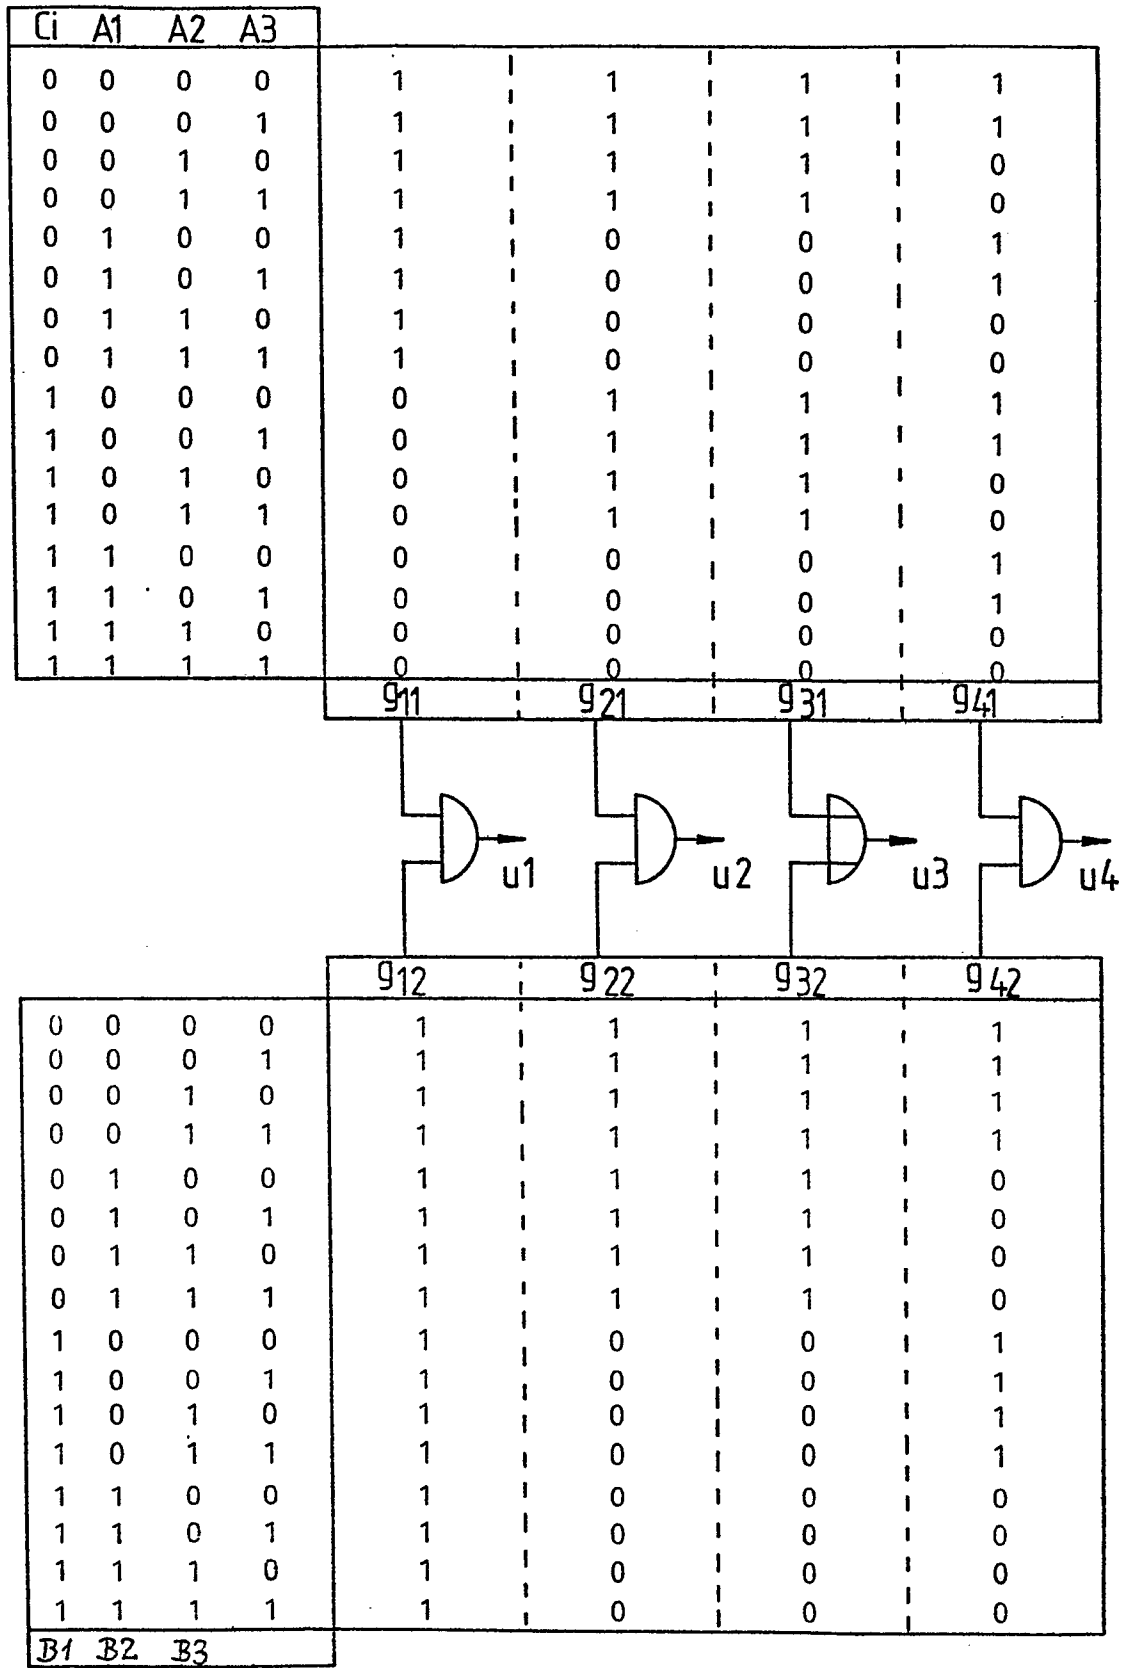 Ci A1 A2 A3
0 0 0 0 1 1 1 1
0 0 0 1 1 1 1 1
0 0 1 0 1 1 1 0
0 0 1 1 1 1 1 0
0 1 0 0 1 0 0 1
0 1 0 1 1 0 0 1
0 1 1 0 1 0 0 0
0 1 1 1 1 0 0 0
1 0 0 0 0 1 1 1
1 0 0 1 0 1 1 1
1 0 1 0 0 1 1 0
1 0 1 1 0 1 1 0
1 1 0 0 0 0 0 1
1 1 0 1 0 0 0 1
1 1 1 0 0 0 0 0
1 1 1 1 0 0 0 0
g11 g21 g31 g41
u1 u2 u3 u4
g12 g22 g32 g42
0 0 0 0 1 1 1 1
0 0 0 1 1 1 1 1
0 0 1 0 1 1 1 1
0 0 1 1 1 1 1 1
0 1 0 0 1 1 1 0
0 1 0 1 1 1 1 0
0 1 1 0 1 1 1 0
0 1 1 1 1 1 1 0
1 0 0 0 1 0 0 1
1 0 0 1 1 0 0 1
1 0 1 0 1 0 0 1
1 0 1 1 1 0 0 1
1 1 0 0 1 0 0 0
1 1 0 1 1 0 0 0
1 1 1 0 1 0 0 0
1 1 1 1 1 0 0 0
B1 B2 B3